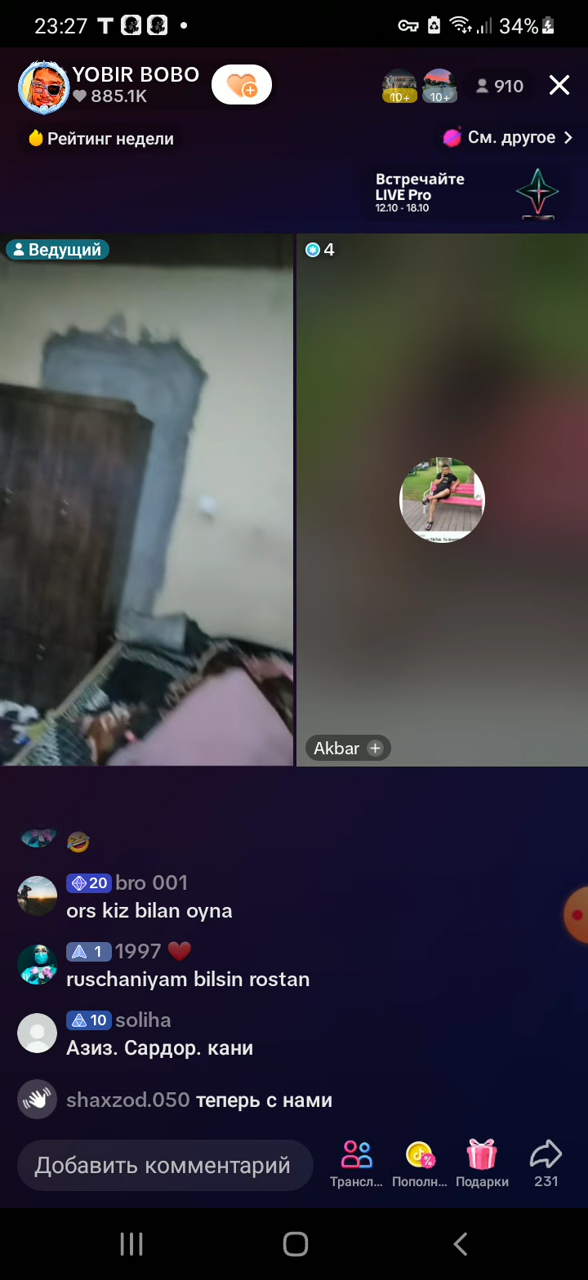 23:27
34%
YOBIR BOBO
885.1K
10+
10+
910
Рейтинг недели
См. другое
Встречайте
LIVE Pro
12.10 - 18.10
Ведущий
4
Akbar
20 bro 001
ors kiz bilan oyna
1 1997
ruschaniyam bilsin rostan
10 soliha
Азиз. Сардор. кани
shaxzod.050 теперь с нами
Добавить комментарий
Трансл...
Пополн...
Подарки
231